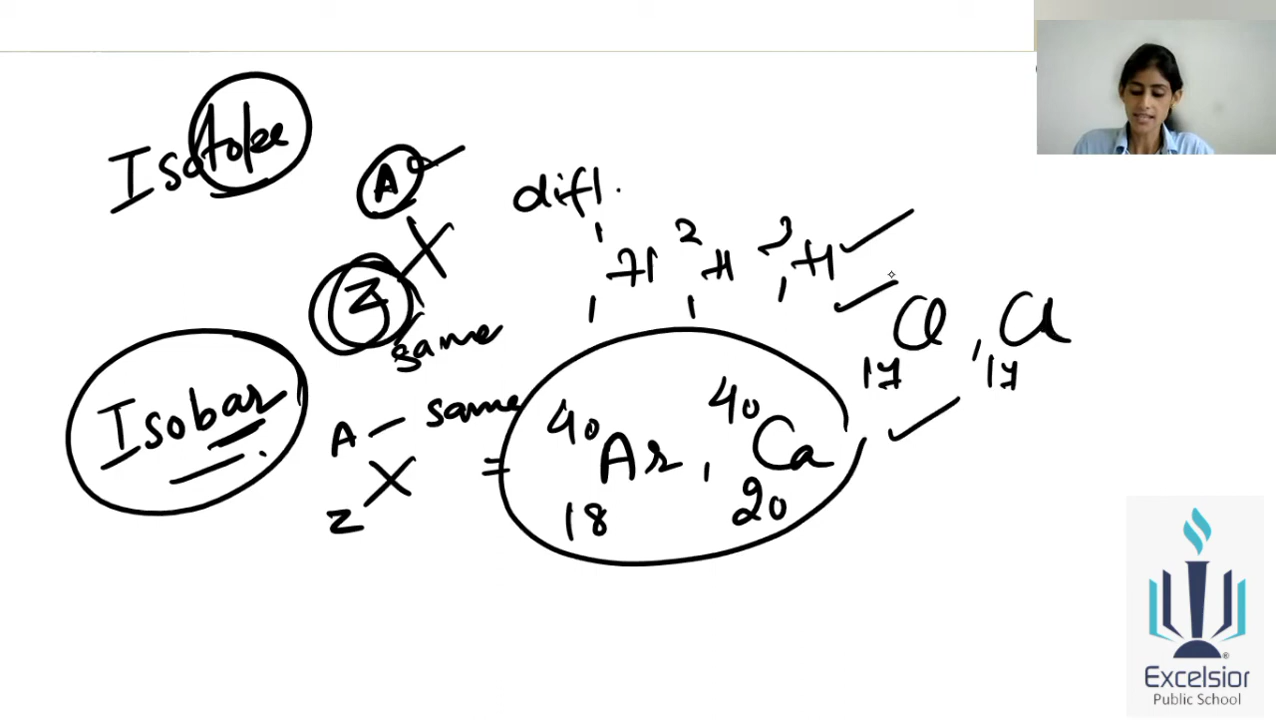 Isotope
A
X diff.
Z same
1 2 3
H H H
1 1 1
Cl, Cl
17 17
Isobar A - same
X
Z
= 40 40
Ar, Ca
18 20
Excelsior
Public School